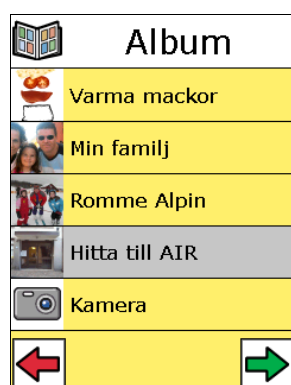 Album
Varma mackor
Min familj
Romme Alpin
Hitta till AIR
Kamera